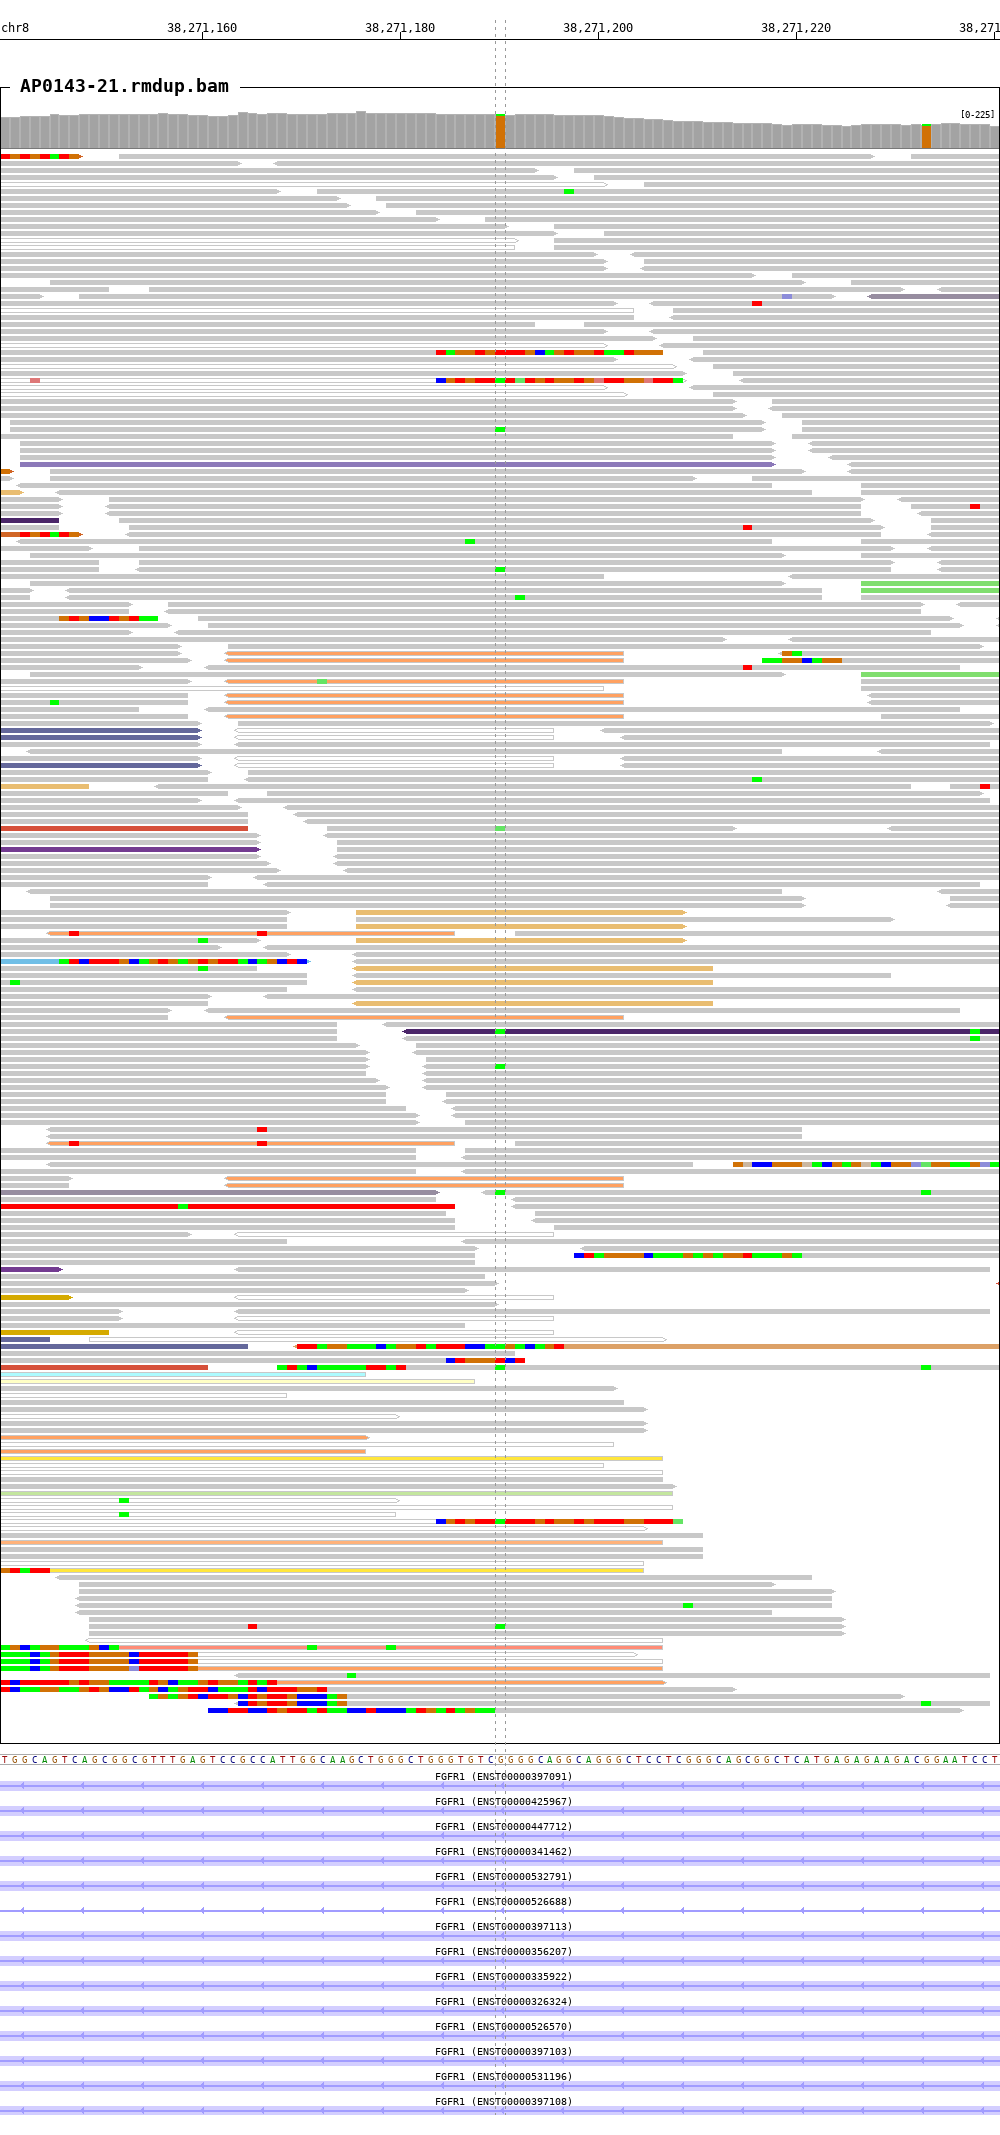 chr8 38,271,160 38,271,180 38,271,200 38,271,220 38,271
AP0143-21.rmdup.bam
[0-225]
TGGCAGTCAGCGGCGTTTGAGTCCGCCATTGGCAAGCTGGGCTGGGTGTCGGGGCAGGCAGGGCTCCTCGGGCAGCGGCTCATGAGAGAAGACGGAATCCT
FGFR1 (ENST00000397091)
FGFR1 (ENST00000425967)
FGFR1 (ENST00000447712)
FGFR1 (ENST00000341462)
FGFR1 (ENST00000532791)
FGFR1 (ENST00000526688)
FGFR1 (ENST00000397113)
FGFR1 (ENST00000356207)
FGFR1 (ENST00000335922)
FGFR1 (ENST00000326324)
FGFR1 (ENST00000526570)
FGFR1 (ENST00000397103)
FGFR1 (ENST00000531196)
FGFR1 (ENST00000397108)